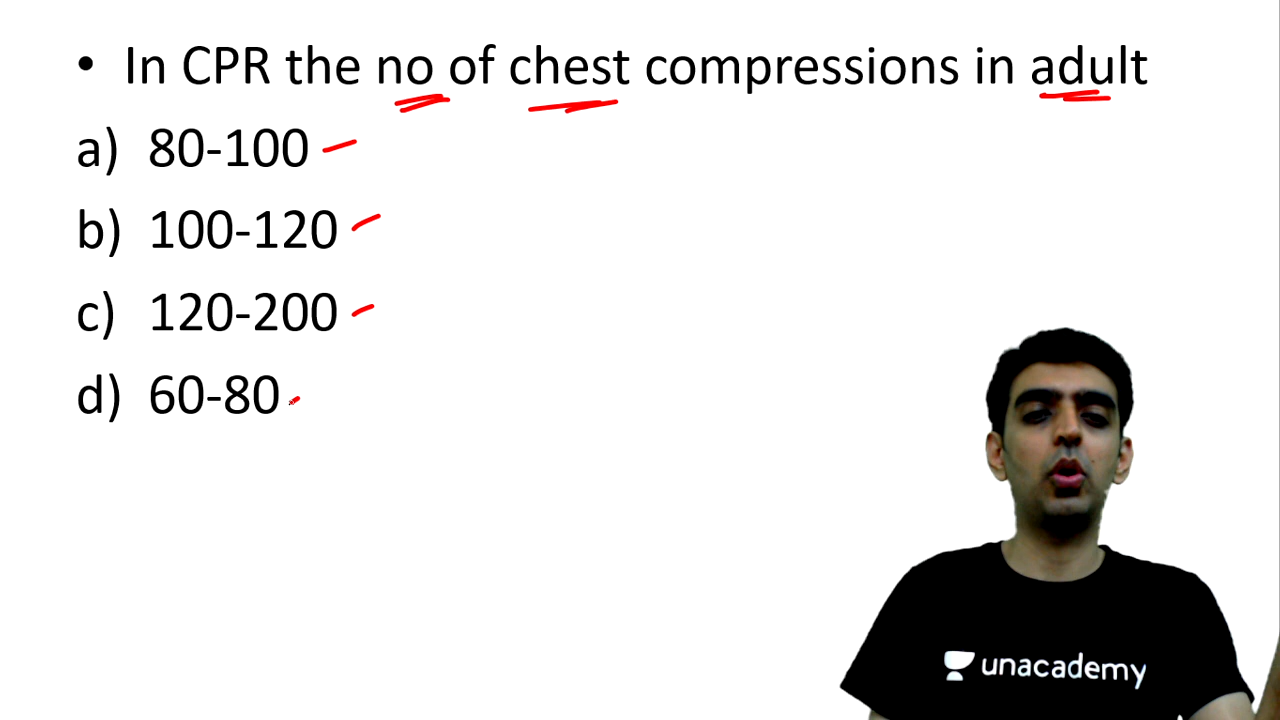 • In CPR the no of chest compressions in adult
a) 80-100
b) 100-120
c) 120-200
d) 60-80
unacademy